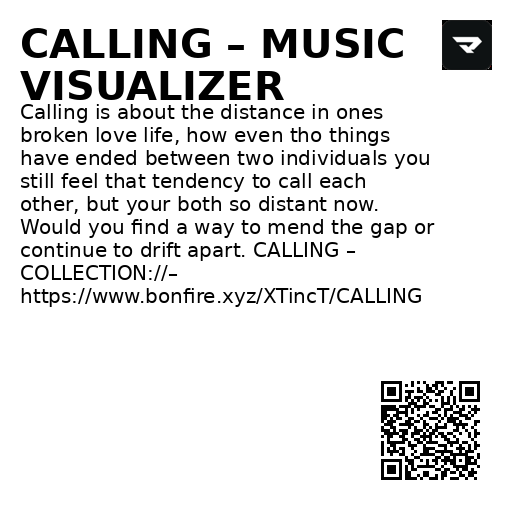 CALLING – MUSIC
VISUALIZER
Calling is about the distance in ones
broken love life, how even tho things
have ended between two individuals you
still feel that tendency to call each
other, but your both so distant now.
Would you find a way to mend the gap or
continue to drift apart. CALLING –
COLLECTION://–
https://www.bonfire.xyz/XTincT/CALLING